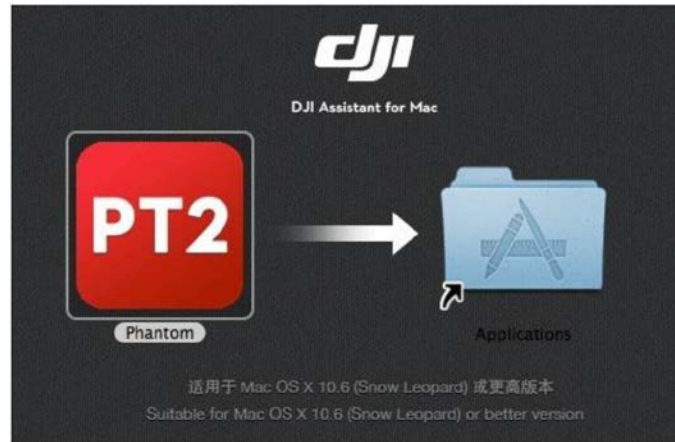 dji
DJI Assistant for Mac
PT2
Phantom
Applications
适用于 Mac OS X 10.6 (Snow Leopard) 或更高版本
Suitable for Mac OS X 10.6 (Snow Leopard) or better version